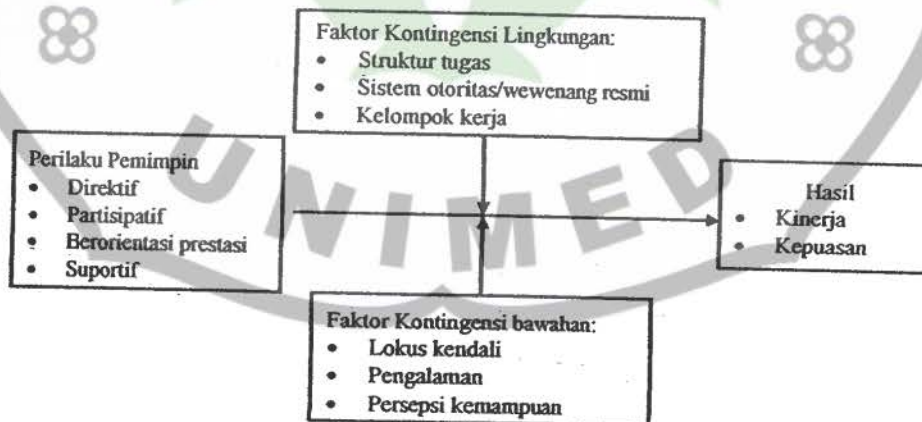 Faktor Kontingensi Lingkungan:
• Struktur tugas
• Sistem otoritas/wewenang resmi
• Kelompok kerja
Perilaku Pemimpin
• Direktif
• Partisipatif
• Berorientasi prestasi
• Suportif
Hasil
• Kinerja
• Kepuasan
Faktor Kontingensi bawahan:
• Lokus kendali
• Pengalaman
• Persepsi kemampuan
UNIMED